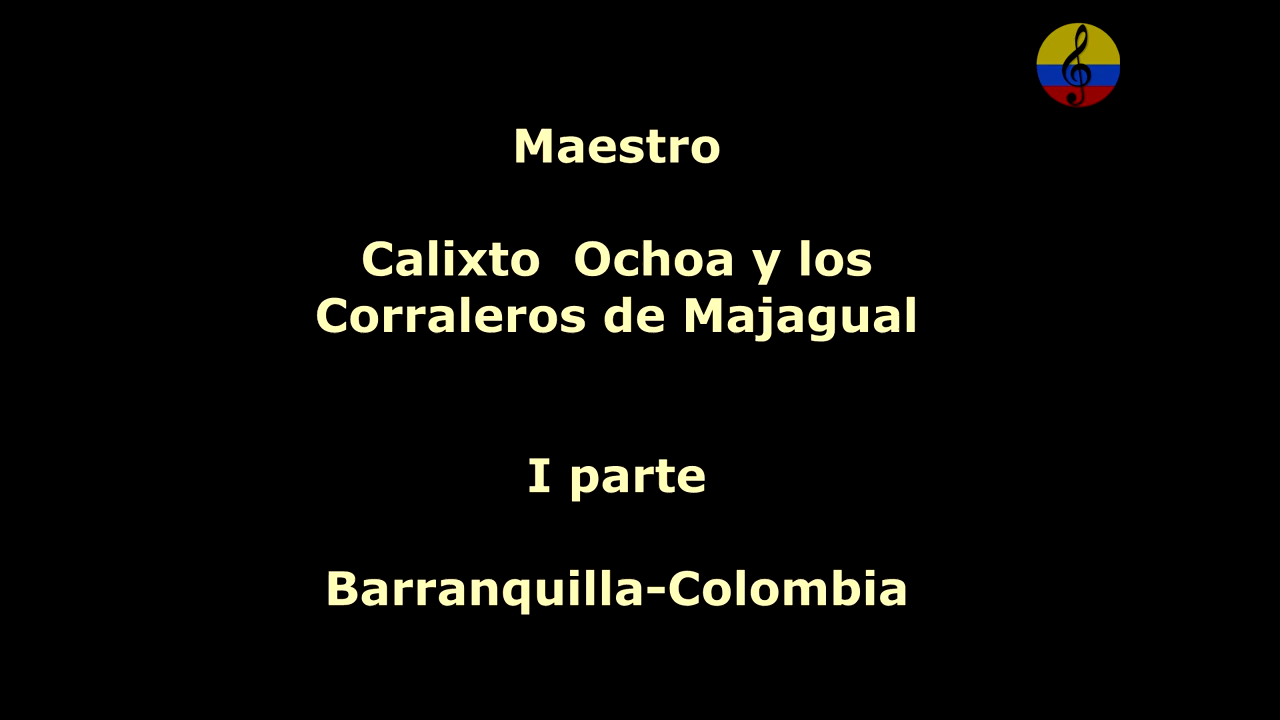 Maestro
Calixto  Ochoa y los
Corraleros de Majagual
I parte
Barranquilla-Colombia